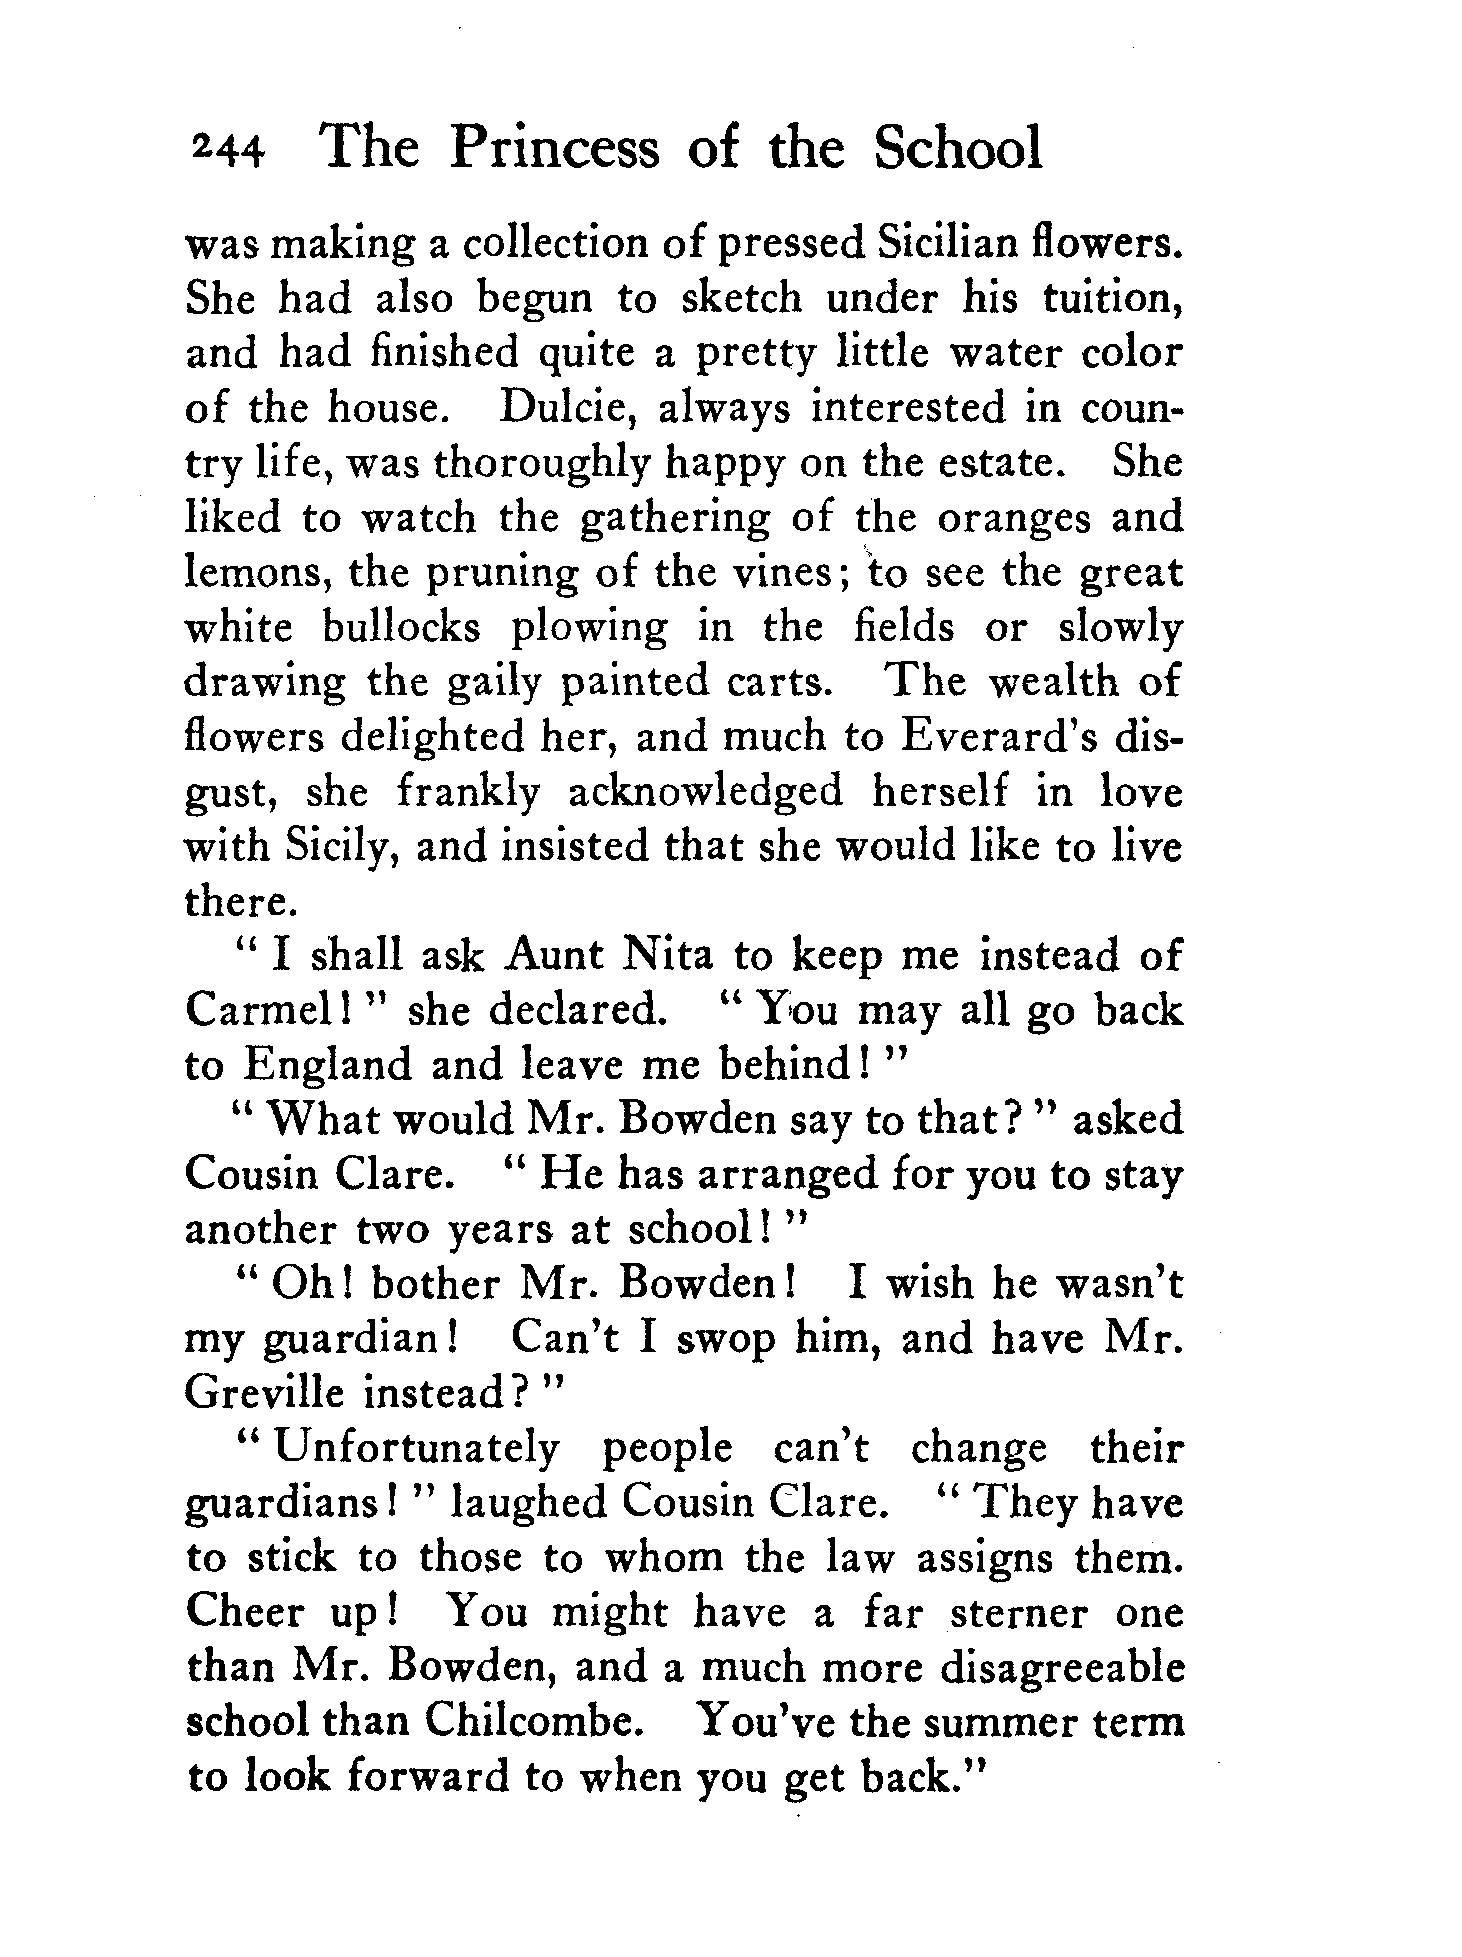 244 The Princess of the School
was making a collection of pressed Sicilian flowers.
She had also begun to sketch under his tuition,
and had finished quite a pretty little water color
of the house. Dulcie, always interested in coun-
try life, was thoroughly happy on the estate. She
liked to watch the gathering of the oranges and
lemons, the pruning of the vines; to see the great
white bullocks plowing in the fields or slowly
drawing the gaily painted carts. The wealth of
flowers delighted her, and much to Everard's dis-
gust, she frankly acknowledged herself in love
with Sicily, and insisted that she would like to live
there.
" I shall ask Aunt Nita to keep me instead of
Carmel! " she declared. " You may all go back
to England and leave me behind! "
" What would Mr. Bowden say to that? " asked
Cousin Clare. " He has arranged for you to stay
another two years at school! "
" Oh! bother Mr. Bowden! I wish he wasn't
my guardian! Can't I swop him, and have Mr.
Greville instead? "
" Unfortunately people can't change their
guardians! " laughed Cousin Clare. " They have
to stick to those to whom the law assigns them.
Cheer up! You might have a far sterner one
than Mr. Bowden, and a much more disagreeable
school than Chilcombe. You've the summer term
to look forward to when you get back."